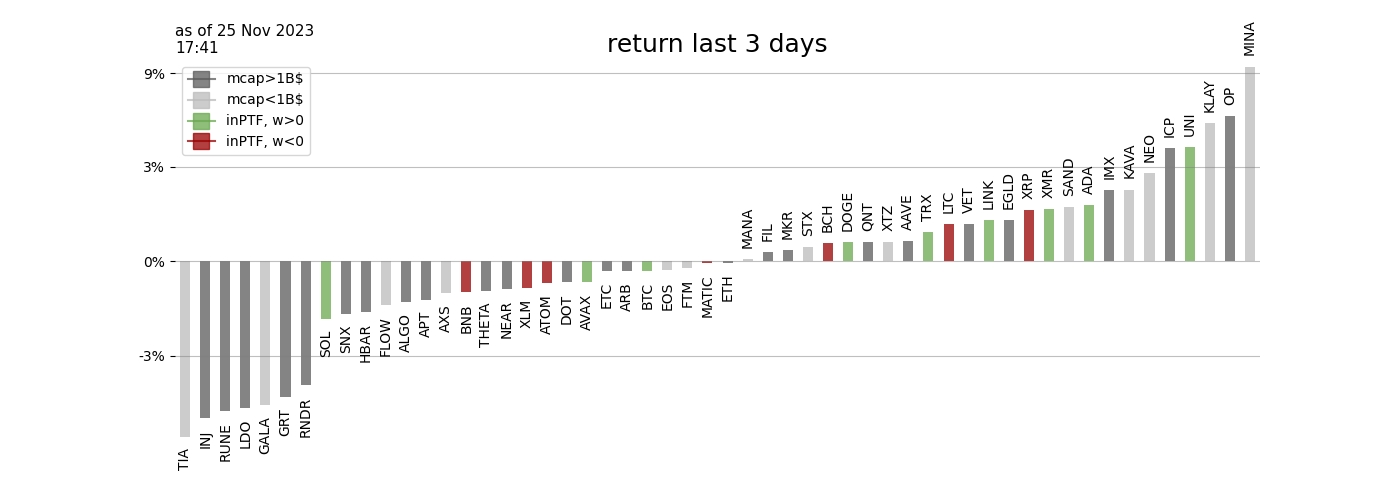 as of 25 Nov 2023
17:41
return last 3 days
mcap>1B$
mcap<1B$
inPTF, w>0
inPTF, w<0
9%
3%
0%
-3%
TIA
INJ
RUNE
LDO
GALA
GRT
RNDR
SOL
SNX
HBAR
FLOW
ALGO
APT
AXS
BNB
THETA
NEAR
XLM
ATOM
DOT
AVAX
ETC
ARB
BTC
EOS
FTM
MATIC
ETH
MANA
FIL
MKR
STX
BCH
DOGE
QNT
XTZ
AAVE
TRX
LTC
VET
LINK
EGLD
XRP
XMR
SAND
ADA
IMX
KAVA
NEO
ICP
UNI
KLAY
OP
MINA